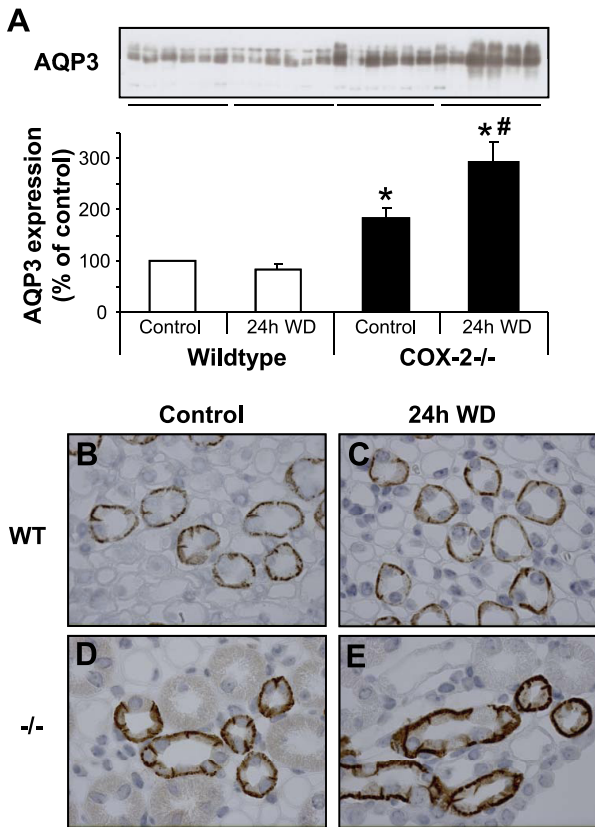 A
AQP3
AQP3 expression
(% of control)
300
200
100
0
*
* #
Control
24h WD
Control
24h WD
Wildtype
COX-2-/-
Control
24h WD
WT
B
C
-/-
D
E